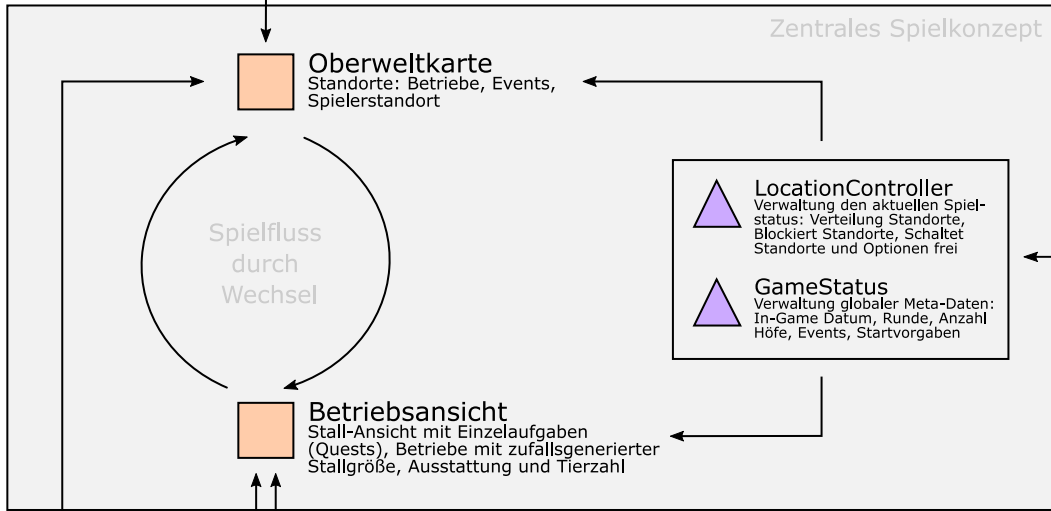 Zentrales Spielkonzept
Oberweltkarte
Standorte: Betriebe, Events,
Spielerstandort
LocationController
Verwaltung den aktuellen Spiel-
status: Verteilung Standorte,
Blockiert Standorte, Schaltet
Standorte und Optionen frei
Spielfluss
durch
Wechsel
GameStatus
Verwaltung globaler Meta-Daten:
In-Game Datum, Runde, Anzahl
Höfe, Events, Startvorgaben
Betriebsansicht
Stall-Ansicht mit Einzelaufgaben
(Quests), Betriebe mit zufallsgenerierter
Stallgröße, Ausstattung und Tierzahl